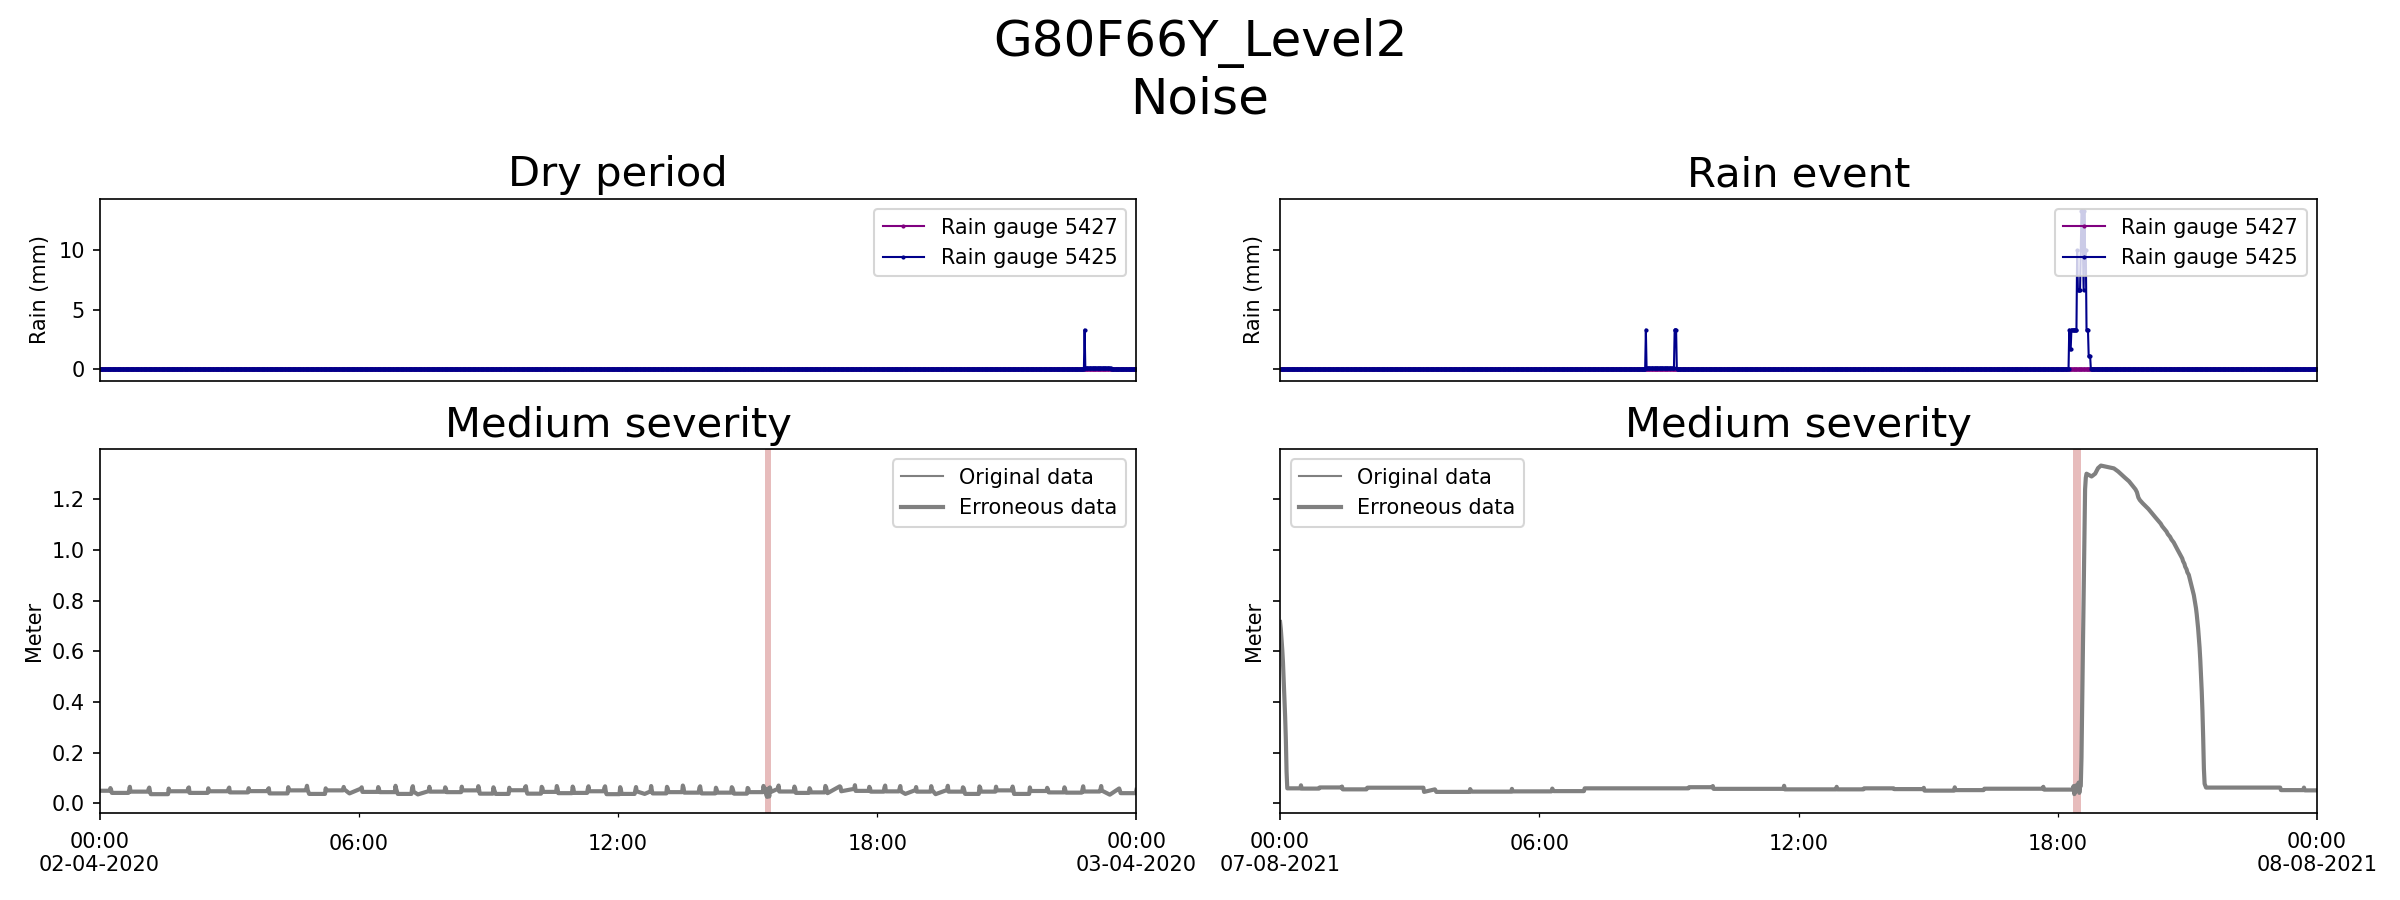 G80F66Y_Level2
Noise
Dry period
Rain (mm)
10
5
0
Rain gauge 5427
Rain gauge 5425
Rain event
Rain (mm)
Rain gauge 5427
Rain gauge 5425
Medium severity
Meter
1.2
1.0
0.8
0.6
0.4
0.2
0.0
Original data
Erroneous data
00:00 06:00 12:00 18:00 00:00
02-04-2020 03-04-2020
Medium severity
Meter
Original data
Erroneous data
00:00 06:00 12:00 18:00 00:00
07-08-2021 08-08-2021